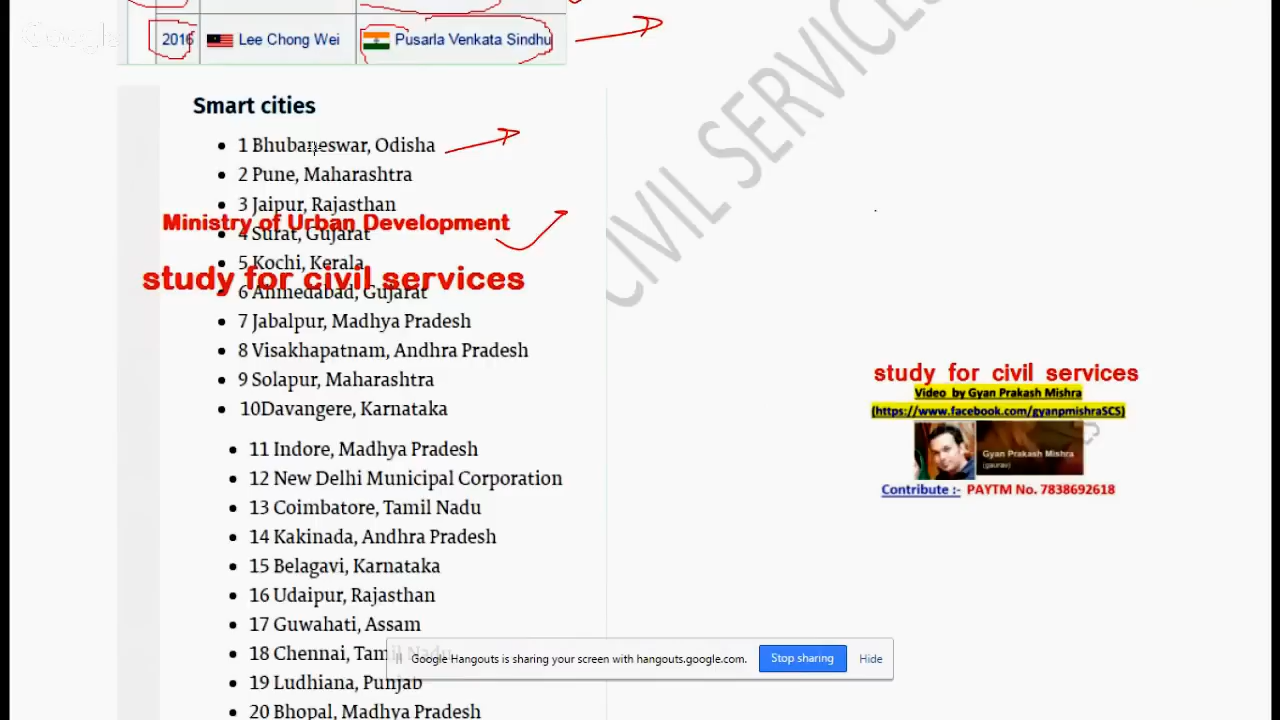 Google
2016 Lee Chong Wei Pusarla Venkata Sindhu
CIVIL SERVICES
Smart cities
1 Bhubaneswar, Odisha
2 Pune, Maharashtra
3 Jaipur, Rajasthan
Ministry of Urban Development
4 Surat, Gujarat
5 Kochi, Kerala
study for civil services
6 Ahmedabad, Gujarat
7 Jabalpur, Madhya Pradesh
8 Visakhapatnam, Andhra Pradesh
9 Solapur, Maharashtra
10Davangere, Karnataka
11 Indore, Madhya Pradesh
12 New Delhi Municipal Corporation
13 Coimbatore, Tamil Nadu
14 Kakinada, Andhra Pradesh
15 Belagavi, Karnataka
16 Udaipur, Rajasthan
17 Guwahati, Assam
18 Chennai, Tamil Nadu
19 Ludhiana, Punjab
20 Bhopal, Madhya Pradesh
study for civil services
Video by Gyan Prakash Mishra
(https://www.facebook.com/gyanpmishraSCS)
Gyan Prakash Mishra
(gaurav)
Contribute :- PAYTM No. 7838692618
Google Hangouts is sharing your screen with hangouts.google.com. Stop sharing Hide